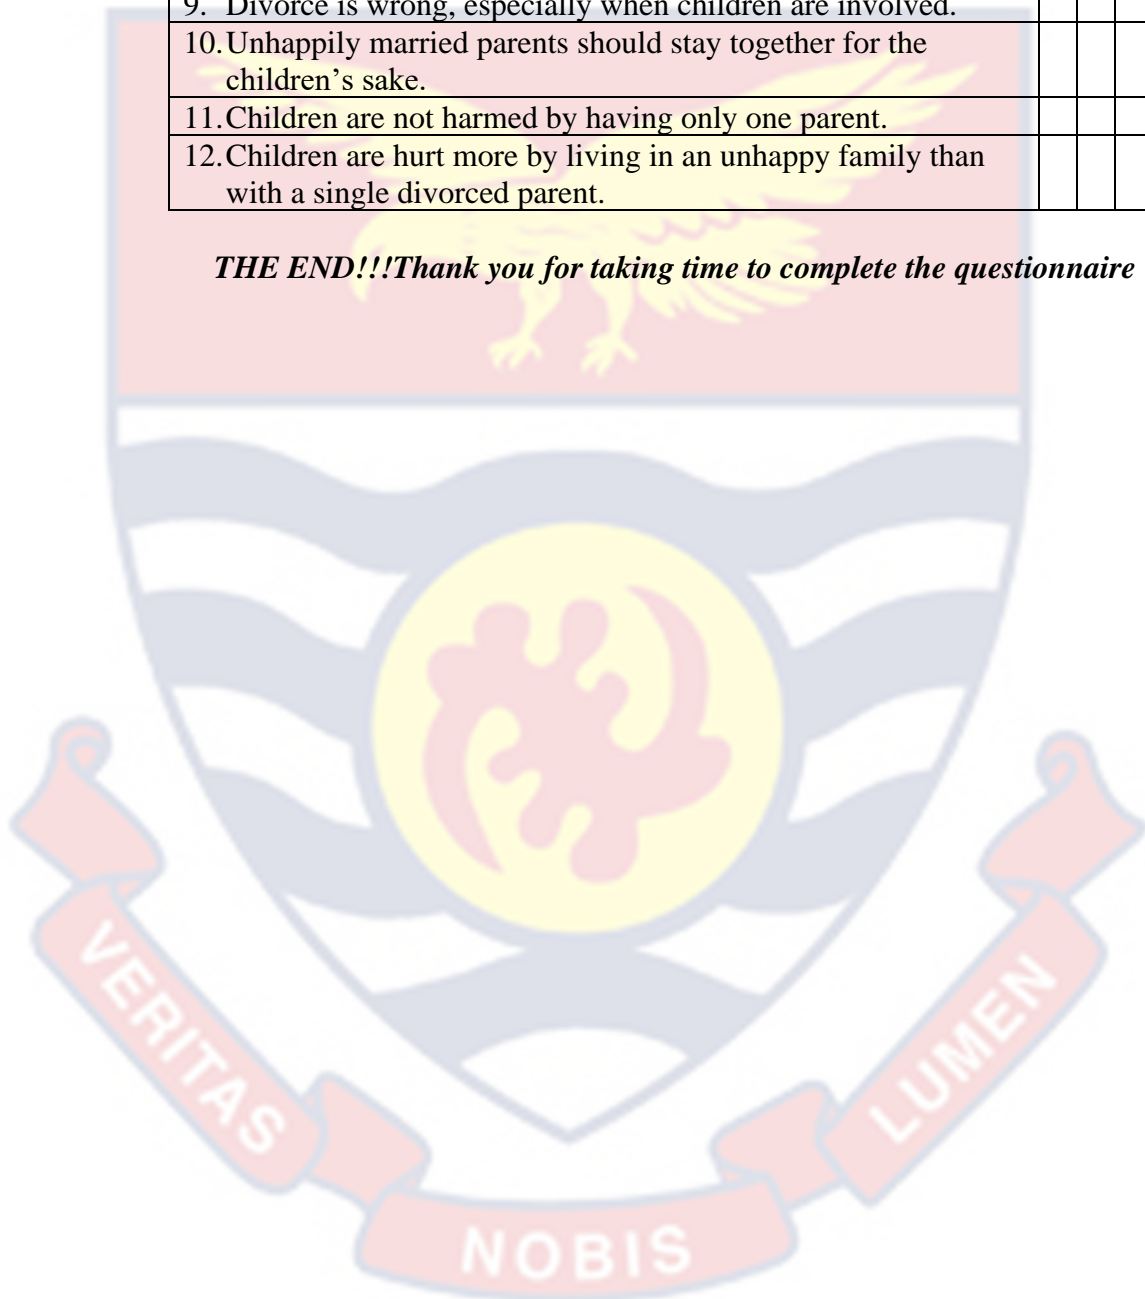 9. Divorce is wrong, especially when children are involved.
10.Unhappily married parents should stay together for the
children's sake.
11.Children are not harmed by having only one parent.
12.Children are hurt more by living in an unhappy family than
with a single divorced parent.
THE END!!!Thank you for taking time to complete the questionnaire
VERITAS
NOBIS
LUMEN